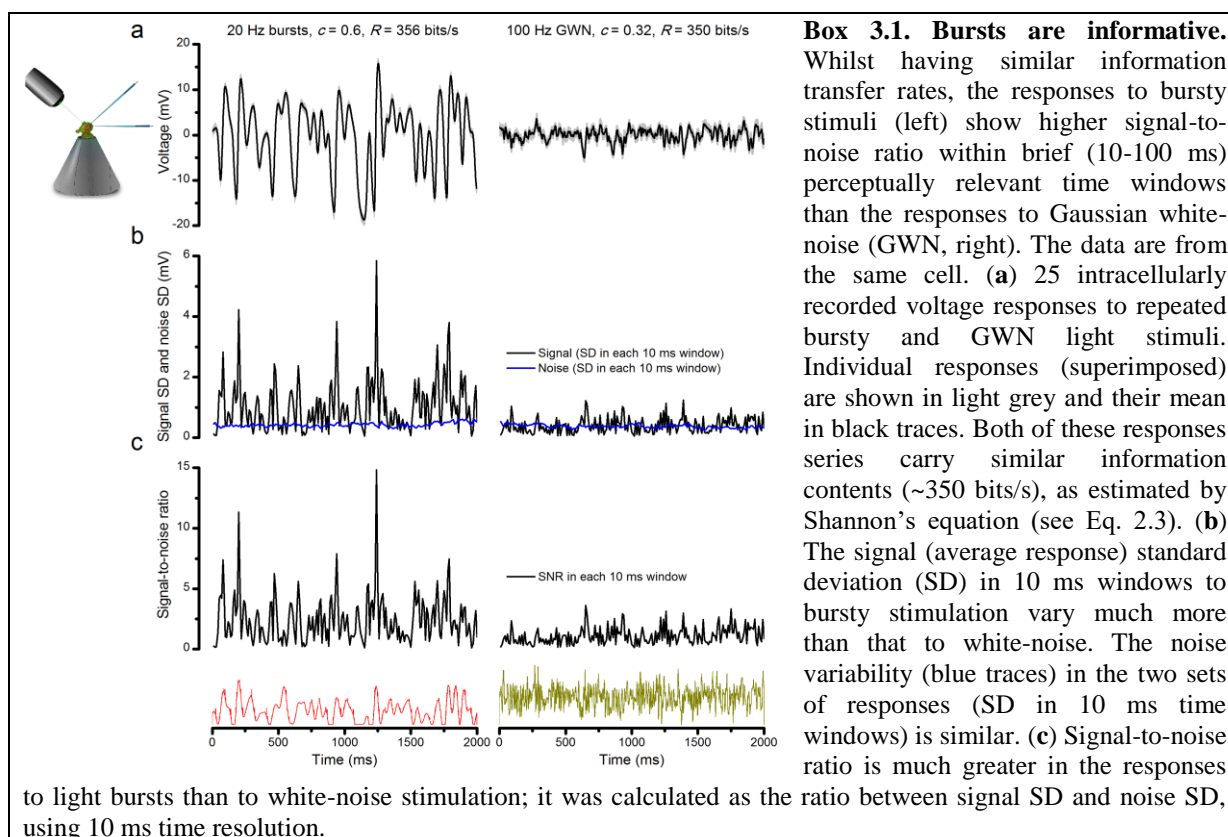 a
20 Hz bursts, c = 0.6, R = 356 bits/s
100 Hz GWN, c = 0.32, R = 350 bits/s
20
10
0
-10
-20
Voltage (mV)
b
6
4
2
0
Signal SD and noise SD (mV)
Signal (SD in each 10 ms window)
Noise (SD in each 10 ms window)
c
15
10
5
0
Signal-to-noise ratio
SNR in each 10 ms window
0
500
1000
1500
2000
Time (ms)
0
500
1000
1500
2000
Time (ms)
Box 3.1. Bursts are informative.
Whilst having similar information
transfer rates, the responses to bursty
stimuli (left) show higher signal-to-
noise ratio within brief (10-100 ms)
perceptually relevant time windows
than the responses to Gaussian white-
noise (GWN, right). The data are from
the same cell. (a) 25 intracellularly
recorded voltage responses to repeated
bursty and GWN light stimuli.
Individual responses (superimposed)
are shown in light grey and their mean
in black traces. Both of these responses
series carry similar information
contents (~350 bits/s), as estimated by
Shannon's equation (see Eq. 2.3). (b)
The signal (average response) standard
deviation (SD) in 10 ms windows to
bursty stimulation vary much more
than that to white-noise. The noise
variability (blue traces) in the two sets
of responses (SD in 10 ms time
windows) is similar. (c) Signal-to-noise
ratio is much greater in the responses
to light bursts than to white-noise stimulation; it was calculated as the ratio between signal SD and noise SD,
using 10 ms time resolution.